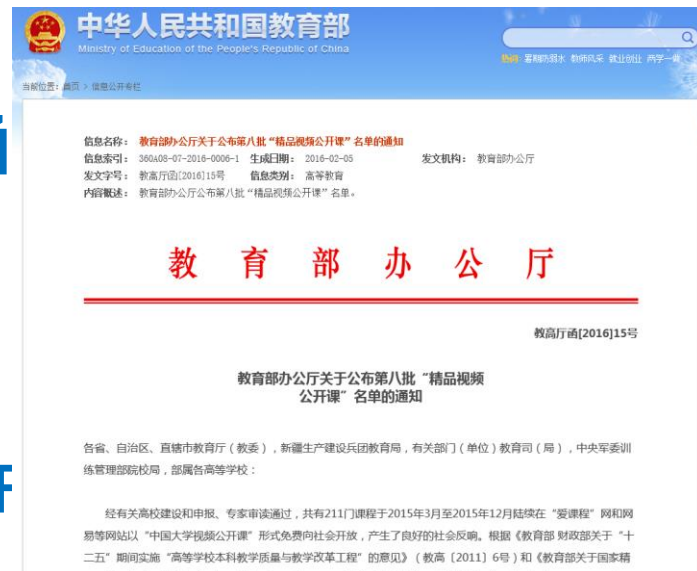 中华人民共和国教育部
Ministry of Education of the People's Republic of China
热词: 暑期防溺水 教师风采 就业创业 两学一做
当前位置: 首页 > 信息公开专栏
信息名称: 教育部办公厅关于公布第八批“精品视频公开课”名单的通知
信息索引: 360A08-07-2016-0006-1 生成日期: 2016-02-05 发文机构: 教育部办公厅
发文字号: 教高厅函[2016]15号 信息类别: 高等教育
内容概述: 教育部办公厅公布第八批“精品视频公开课”名单。
教育部办公厅
教高厅函[2016]15号
教育部办公厅关于公布第八批“精品视频
公开课”名单的通知
各省、自治区、直辖市教育厅(教委),新疆生产建设兵团教育局,有关部门(单位)教育司(局),中央军委训
练管理部院校局,部属各高等学校:
经有关高校建设和申报、专家审读通过,共有211门课程于2015年3月至2015年12月陆续在“爱课程”网和网
易等网站以“中国大学视频公开课”形式免费向社会开放,产生了良好的社会反响。根据《教育部 财政部关于“十
二五”期间实施“高等学校本科教学质量与教学改革工程”的意见》(教高〔2011〕6号)和《教育部关于国家精